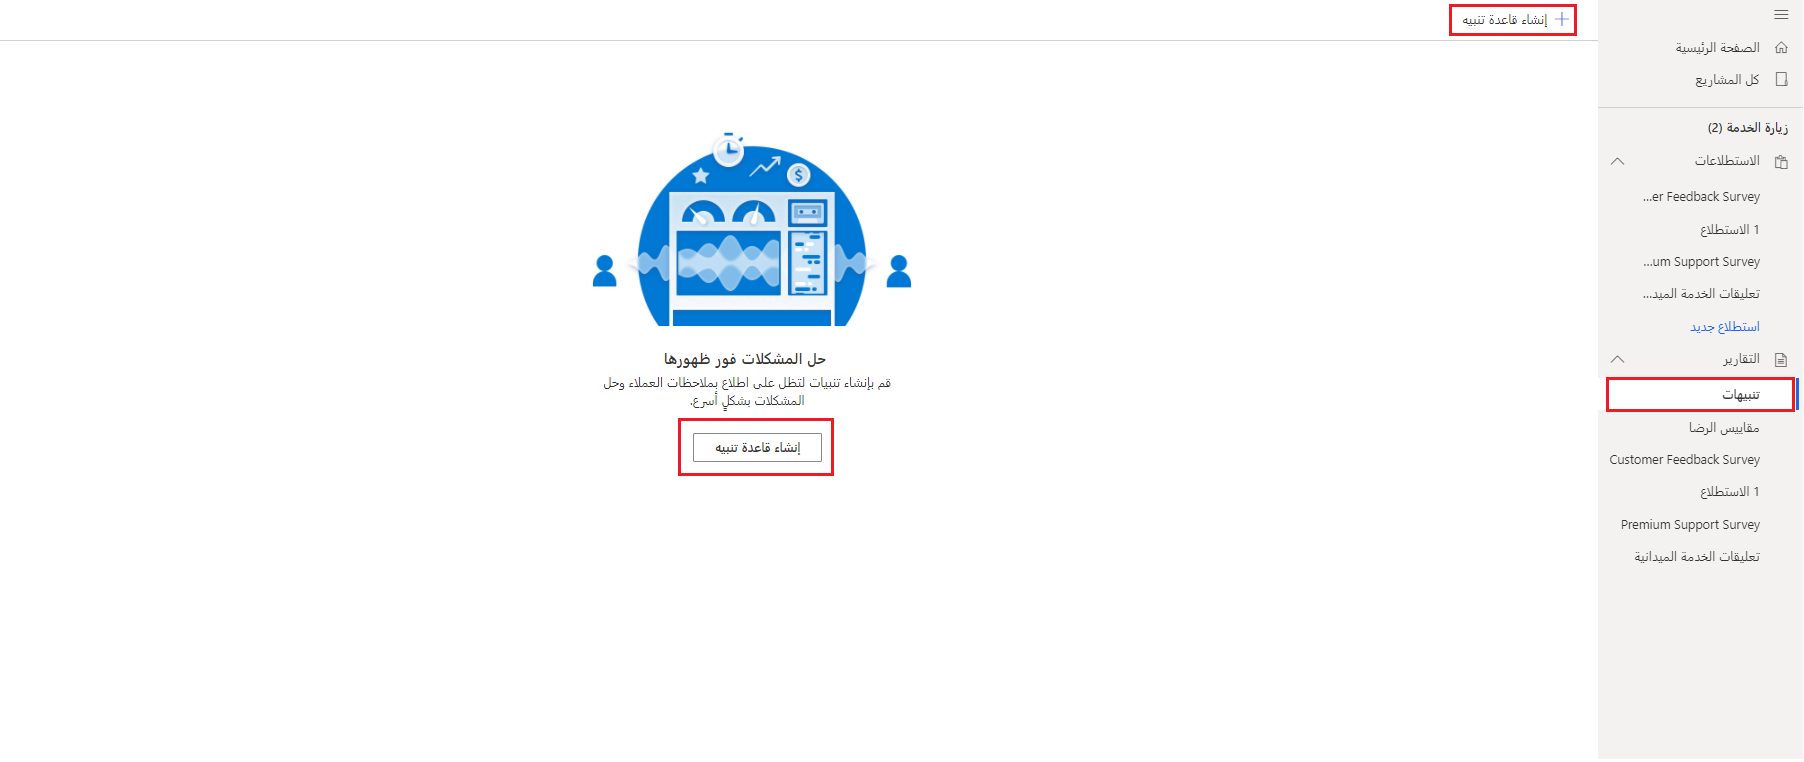 إنشاء قاعدة تنبيه
الصفحة الرئيسية
كل المشاريع
زيارة الخدمة (2)
الاستطلاعات
...er Feedback Survey
1 الاستطلاع
...um Support Survey
تعليقات الخدمة الميد...
استطلاع جديد
التقارير
تنبيهات
مقاييس الرضا
Customer Feedback Survey
1 الاستطلاع
Premium Support Survey
تعليقات الخدمة الميدانية
حل المشكلات فور ظهورها
قم بإنشاء تنبيات لتظل على اطلاع بملاحظات العملاء وحل
المشكلات بشكلٍ أسرع.
إنشاء قاعدة تنبيه